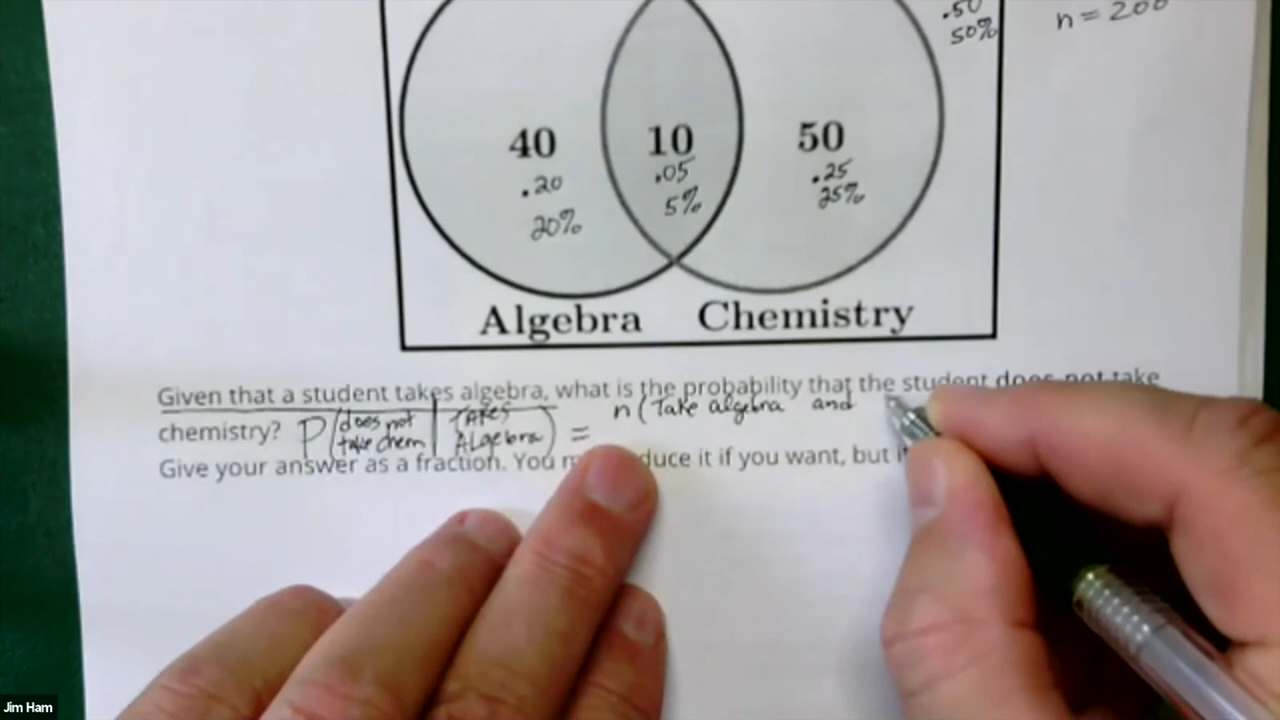 .50
50%
n = 200
40
10
50
.20
.05
.25
20%
5%
25%
Algebra
Chemistry
Given that a student takes algebra, what is the probability that the student does not take
chemistry? P(does not take chem | Takes Algebra) = n (Take algebra and
Give your answer as a fraction. You reduce it if you want, but
Jim Ham